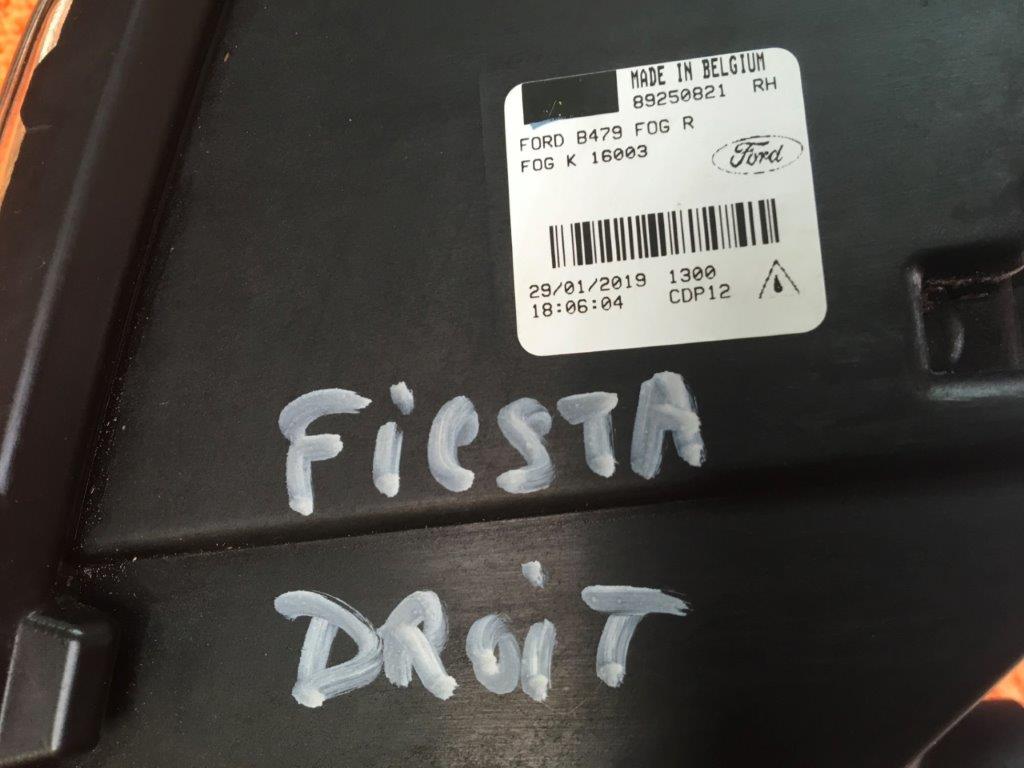 MADE IN BELGIUM
89250821 RH
FORD B479 FOG R
FOG K 16003
Ford
29/01/2019 1300
18:06:04 CDP12
FiesTA
DRoiT